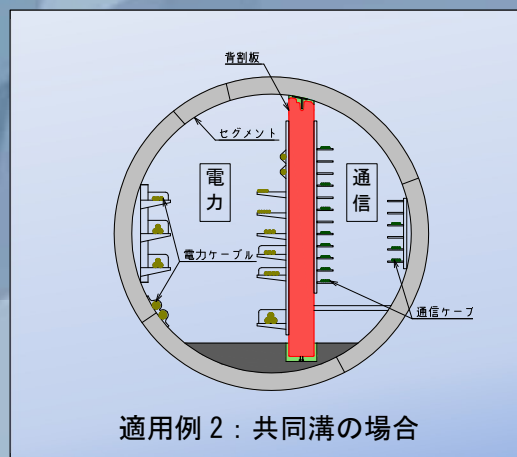 背割板
セグメント
電力
通信
電力ケーブル
通信ケーブ
適用例２：共同溝の場合